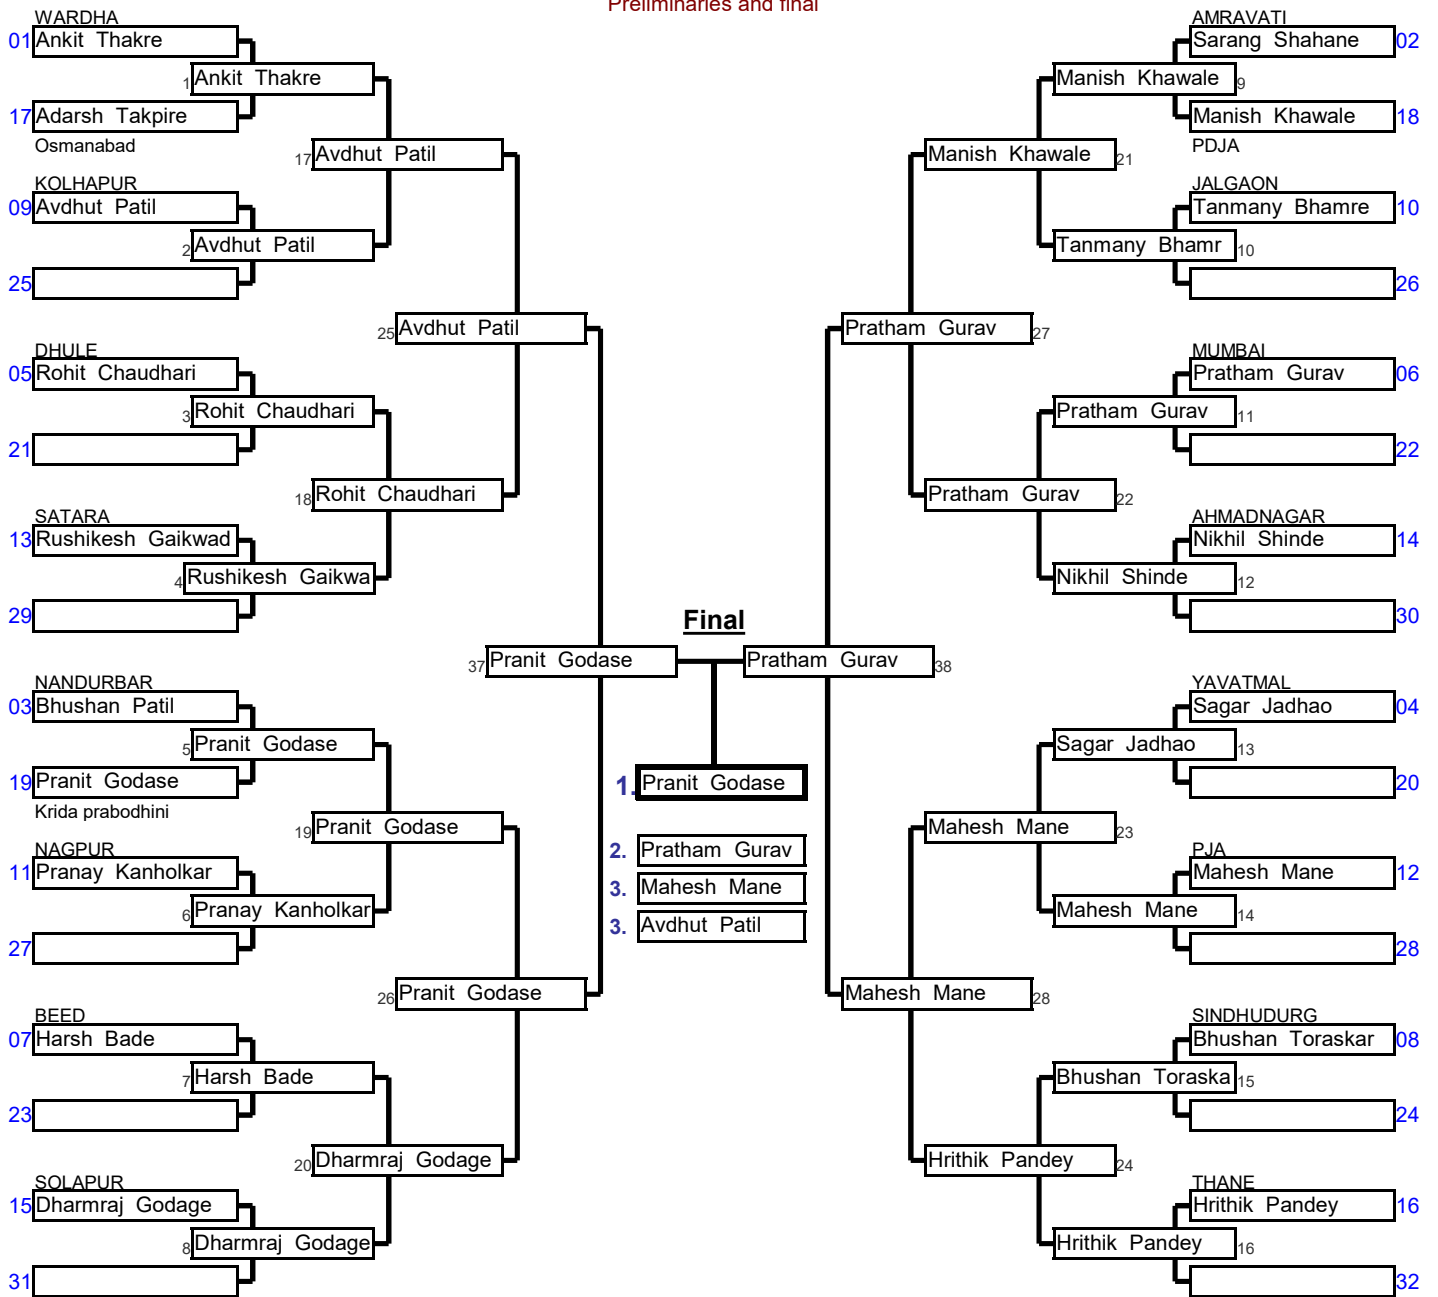 Preliminaries and final
WARDHA
01 Ankit Thakre
1 Ankit Thakre
17 Adarsh Takpire
Osmanabad
17 Avdhut Patil
KOLHAPUR
09 Avdhut Patil
2 Avdhut Patil
25
25 Avdhut Patil
DHULE
05 Rohit Chaudhari
3 Rohit Chaudhari
21
18 Rohit Chaudhari
SATARA
13 Rushikesh Gaikwad
4 Rushikesh Gaikwa
29
37 Pranit Godase
NANDURBAR
03 Bhushan Patil
5 Pranit Godase
19 Pranit Godase
Krida prabodhini
19 Pranit Godase
NAGPUR
11 Pranay Kanholkar
6 Pranay Kanholkar
27
26 Pranit Godase
BEED
07 Harsh Bade
7 Harsh Bade
23
20 Dharmraj Godage
SOLAPUR
15 Dharmraj Godage
8 Dharmraj Godage
31
Final
1. Pranit Godase
2. Pratham Gurav
3. Mahesh Mane
3. Avdhut Patil
AMRAVATI
Sarang Shahane 02
Manish Khawale 9
Manish Khawale 18
PDJA
Manish Khawale 21
JALGAON
Tanmany Bhamre 10
Tanmany Bhamr 10
26
Pratham Gurav 27
MUMBAI
Pratham Gurav 06
Pratham Gurav 11
22
Pratham Gurav 22
AHMADNAGAR
Nikhil Shinde 14
Nikhil Shinde 12
30
Pratham Gurav 38
YAVATMAL
Sagar Jadhao 04
Sagar Jadhao 13
20
Mahesh Mane 23
PJA
Mahesh Mane 12
Mahesh Mane 14
28
Mahesh Mane 28
SINDHUDURG
Bhushan Toraskar 08
Bhushan Toraska 15
24
Hrithik Pandey 24
THANE
Hrithik Pandey 16
Hrithik Pandey 16
32